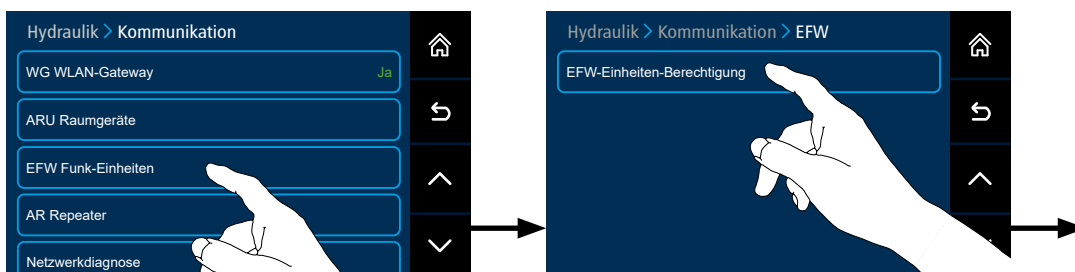 Hydraulik > Kommunikation
WG WLAN-Gateway Ja
ARU Raumgeräte
EFW Funk-Einheiten
AR Repeater
Netzwerkdiagnose
Hydraulik > Kommunikation > EFW
EFW-Einheiten-Berechtigung